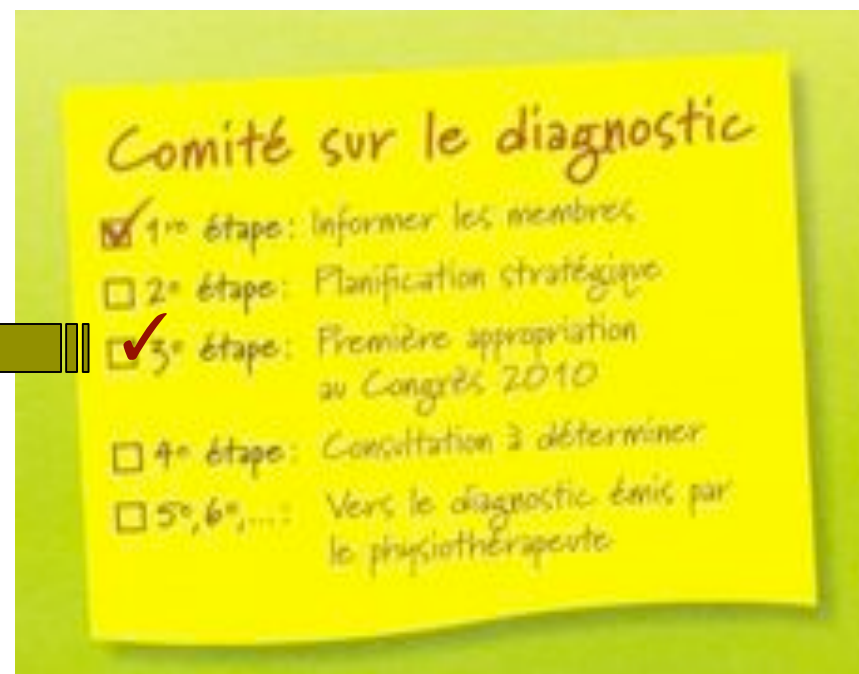 Comité sur le diagnostic
1re étape: Informer les membres
2e étape: Planification stratégique
3e étape: Première appropriation
au Congrès 2010
4e étape: Consultation à déterminer
5e, 6e, ...: Vers le diagnostic émis par
le physiothérapeute